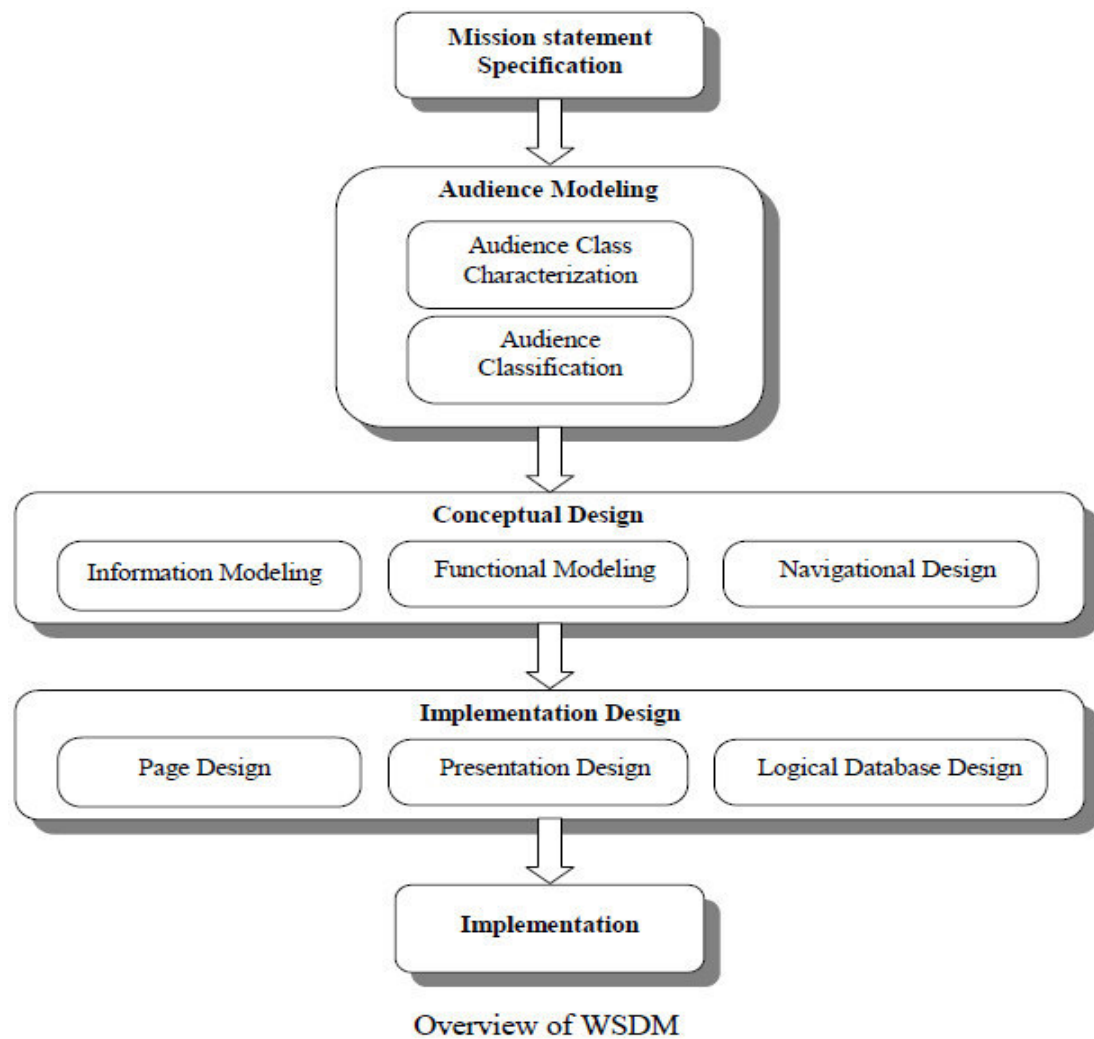 Mission statement
Specification
Audience Modeling
Audience Class
Characterization
Audience
Classification
Conceptual Design
Information Modeling
Functional Modeling
Navigational Design
Implementation Design
Page Design
Presentation Design
Logical Database Design
Implementation
Overview of WSDM